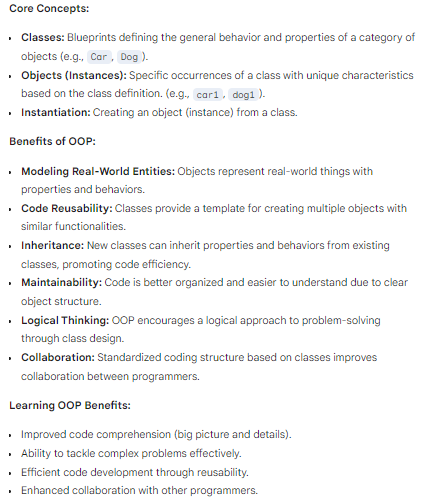 Core Concepts:
• Classes: Blueprints defining the general behavior and properties of a category of
objects (e.g., Car , Dog ).
• Objects (Instances): Specific occurrences of a class with unique characteristics
based on the class definition. (e.g., car1 , dog1 ).
• Instantiation: Creating an object (instance) from a class.
Benefits of OOP:
• Modeling Real-World Entities: Objects represent real-world things with
properties and behaviors.
• Code Reusability: Classes provide a template for creating multiple objects with
similar functionalities.
• Inheritance: New classes can inherit properties and behaviors from existing
classes, promoting code efficiency.
• Maintainability: Code is better organized and easier to understand due to clear
object structure.
• Logical Thinking: OOP encourages a logical approach to problem-solving
through class design.
• Collaboration: Standardized coding structure based on classes improves
collaboration between programmers.
Learning OOP Benefits:
• Improved code comprehension (big picture and details).
• Ability to tackle complex problems effectively.
• Efficient code development through reusability.
• Enhanced collaboration with other programmers.